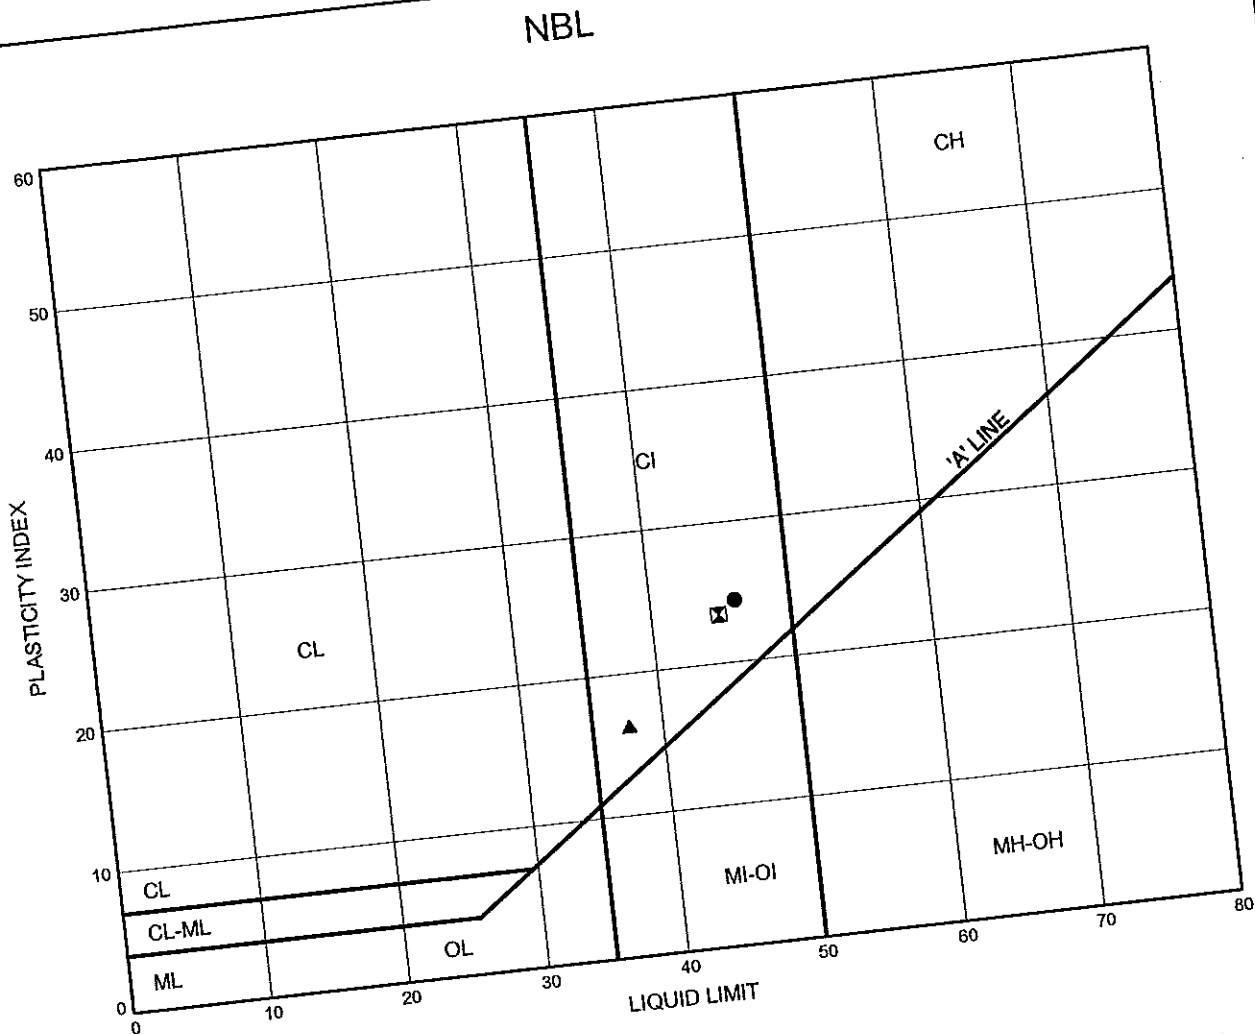 NBL
60
CH
50
40
CI
'A' LINE
PLASTICITY INDEX
30
CL
20
10
CL
CL-ML
MI-OI
MH-OH
ML
OL
0
0
10
20
30
40
50
60
70
80
LIQUID LIMIT